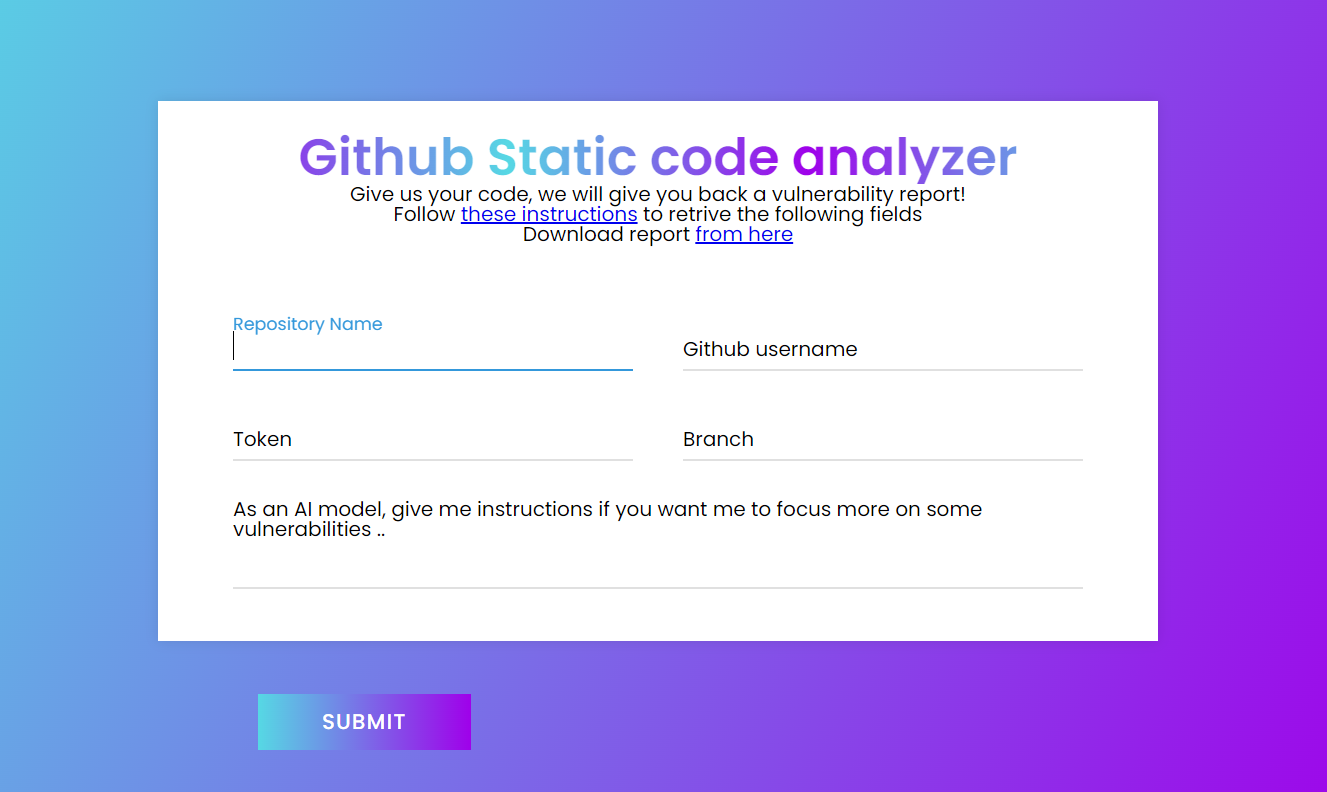 Github Static code analyzer
Give us your code, we will give you back a vulnerability report!
Follow these instructions to retrive the following fields
Download report from here
Repository Name
Github username
Token
Branch
As an AI model, give me instructions if you want me to focus more on some
vulnerabilities ..
SUBMIT